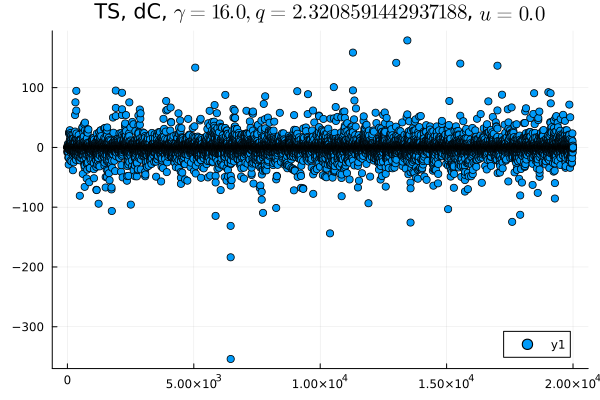 TS, dC, γ = 16.0, q = 2.3208591442937188, u = 0.0
100
0
−100
−200
−300
y1
0 5.00×10³ 1.00×10⁴ 1.50×10⁴ 2.00×10⁴